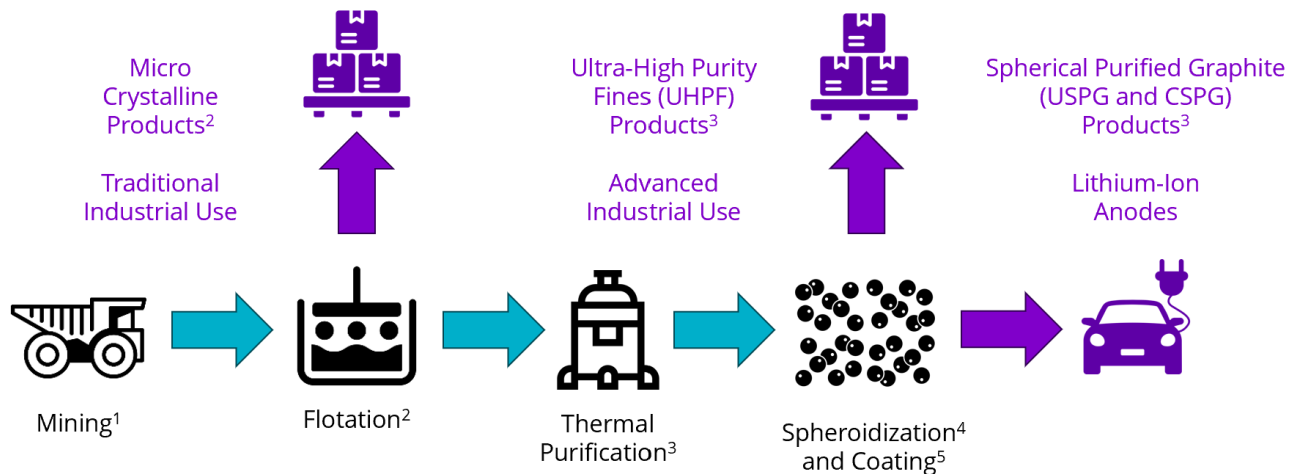 Micro
Crystalline
Products²
Traditional
Industrial Use
Ultra-High Purity
Fines (UHPF)
Products³
Advanced
Industrial Use
Spherical Purified Graphite
(USPG and CSPG)
Products³
Lithium-Ion
Anodes
Mining¹
Flotation²
Thermal
Purification³
Spheroidization⁴
and Coating⁵